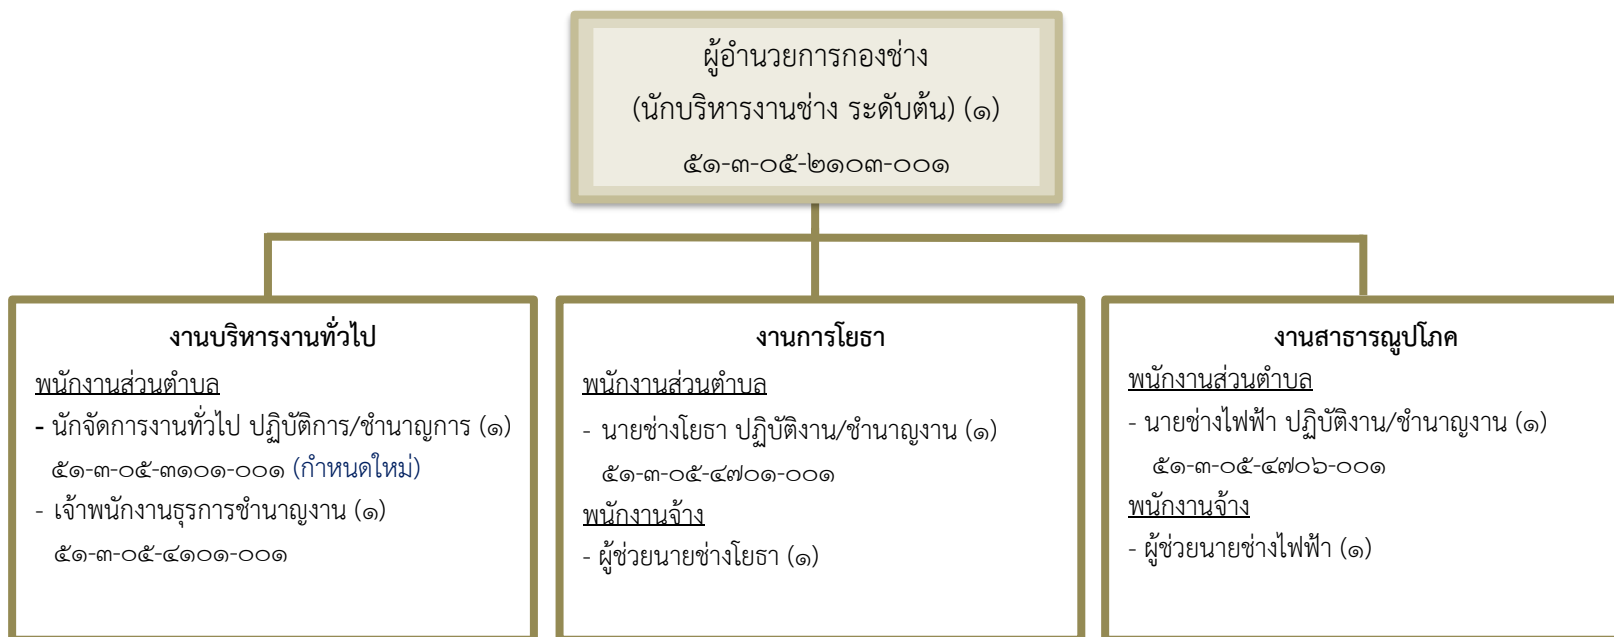 ผู้อำนวยการกองช่าง
(นักบริหารงานช่าง ระดับต้น) (๑)
๕๑-๓-๐๕-๒๑๐๓-๐๐๑
งานบริหารงานทั่วไป
พนักงานส่วนตำบล
- นักจัดการงานทั่วไป ปฏิบัติการ/ชำนาญการ (๑)
๕๑-๓-๐๕-๓๑๐๑-๐๐๑ (กำหนดใหม่)
- เจ้าพนักงานธุรการชำนาญงาน (๑)
๕๑-๓-๐๕-๔๑๐๑-๐๐๑
งานการโยธา
พนักงานส่วนตำบล
- นายช่างโยธา ปฏิบัติงาน/ชำนาญงาน (๑)
๕๑-๓-๐๕-๔๗๐๑-๐๐๑
พนักงานจ้าง
- ผู้ช่วยนายช่างโยธา (๑)
งานสาธารณูปโภค
พนักงานส่วนตำบล
- นายช่างไฟฟ้า ปฏิบัติงาน/ชำนาญงาน (๑)
๕๑-๓-๐๕-๔๗๐๖-๐๐๑
พนักงานจ้าง
- ผู้ช่วยนายช่างไฟฟ้า (๑)